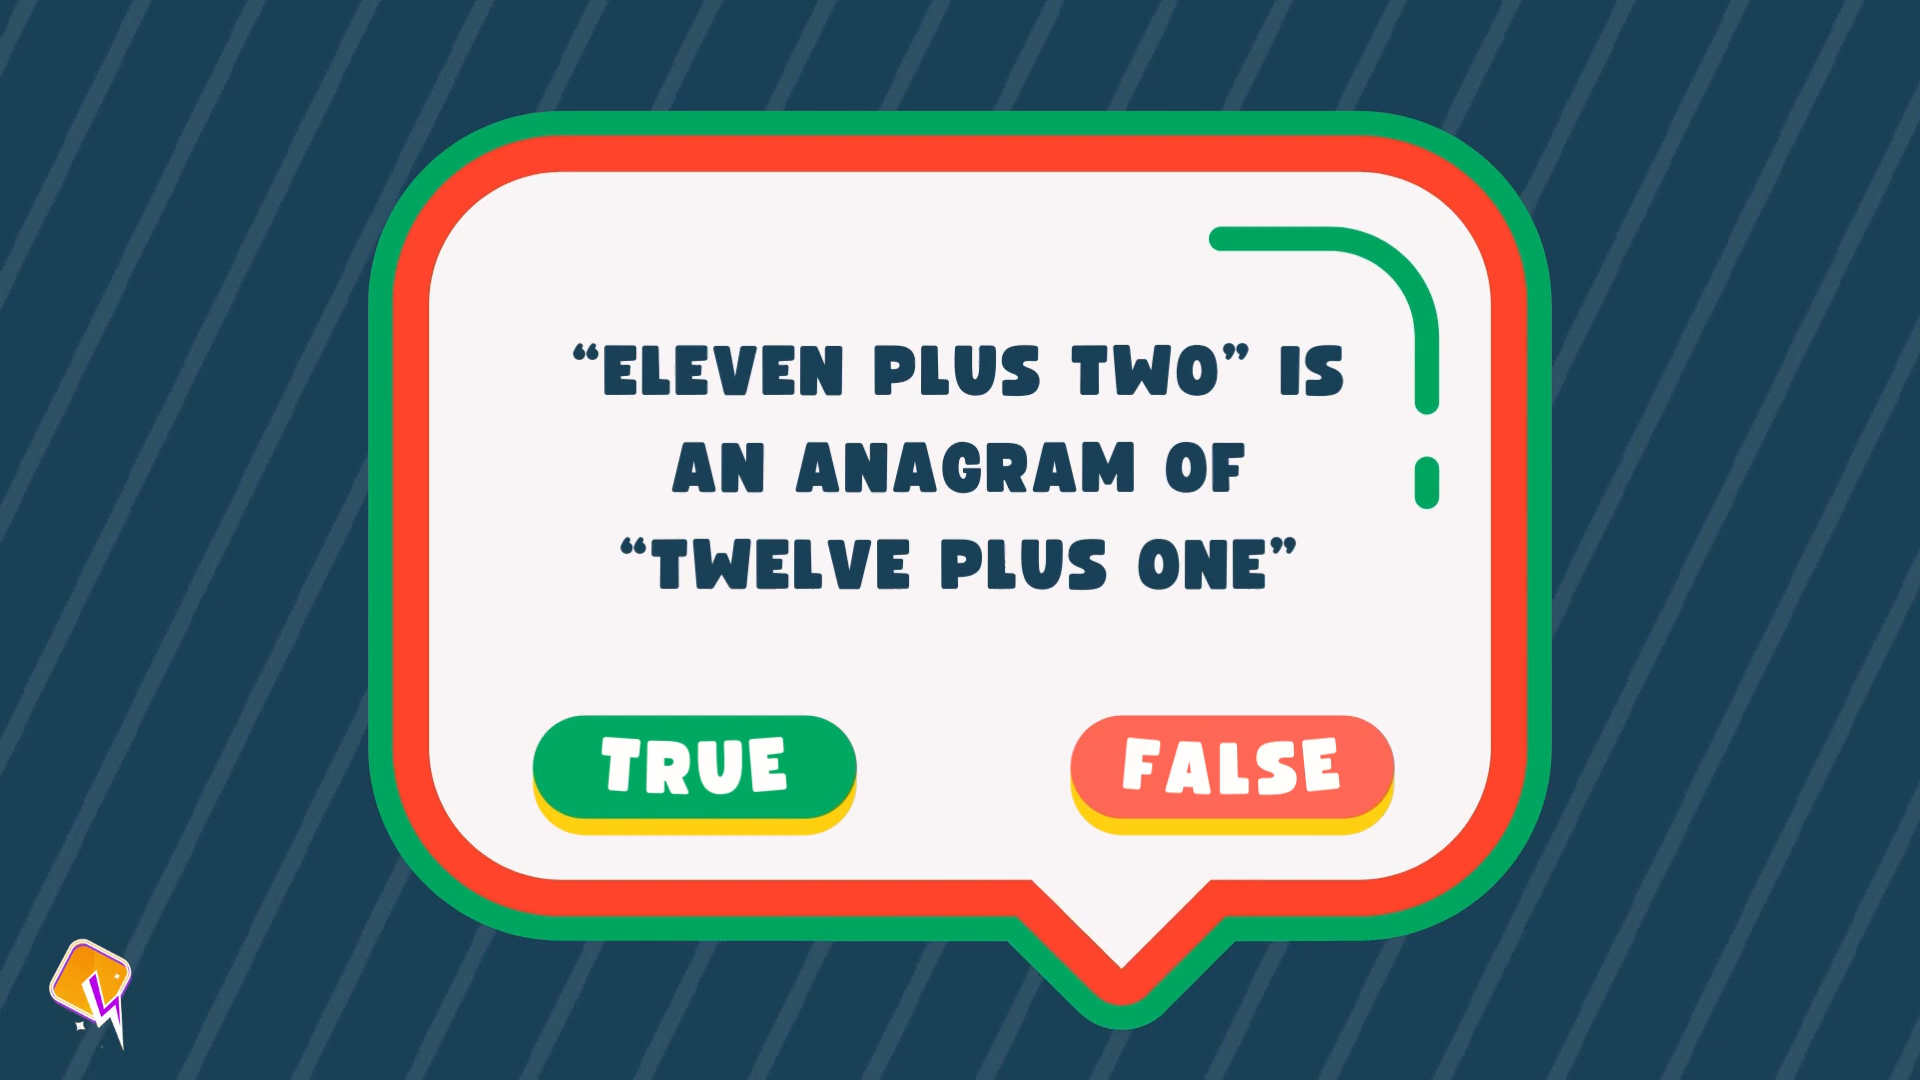 “ELEVEN PLUS TWO” IS
AN ANAGRAM OF
“TWELVE PLUS ONE”
TRUE
FALSE